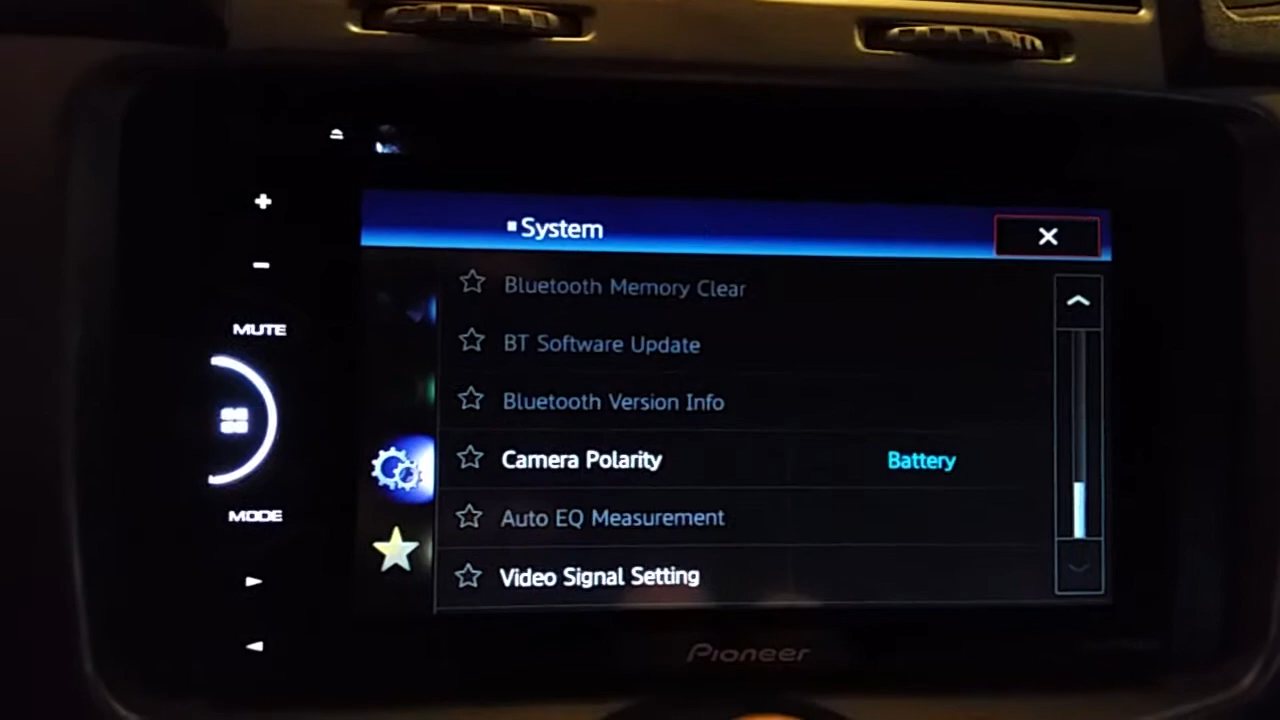 System
Bluetooth Memory Clear
BT Software Update
Bluetooth Version Info
Camera Polarity Battery
Auto EQ Measurement
Video Signal Setting
MUTE
MODE
Pioneer